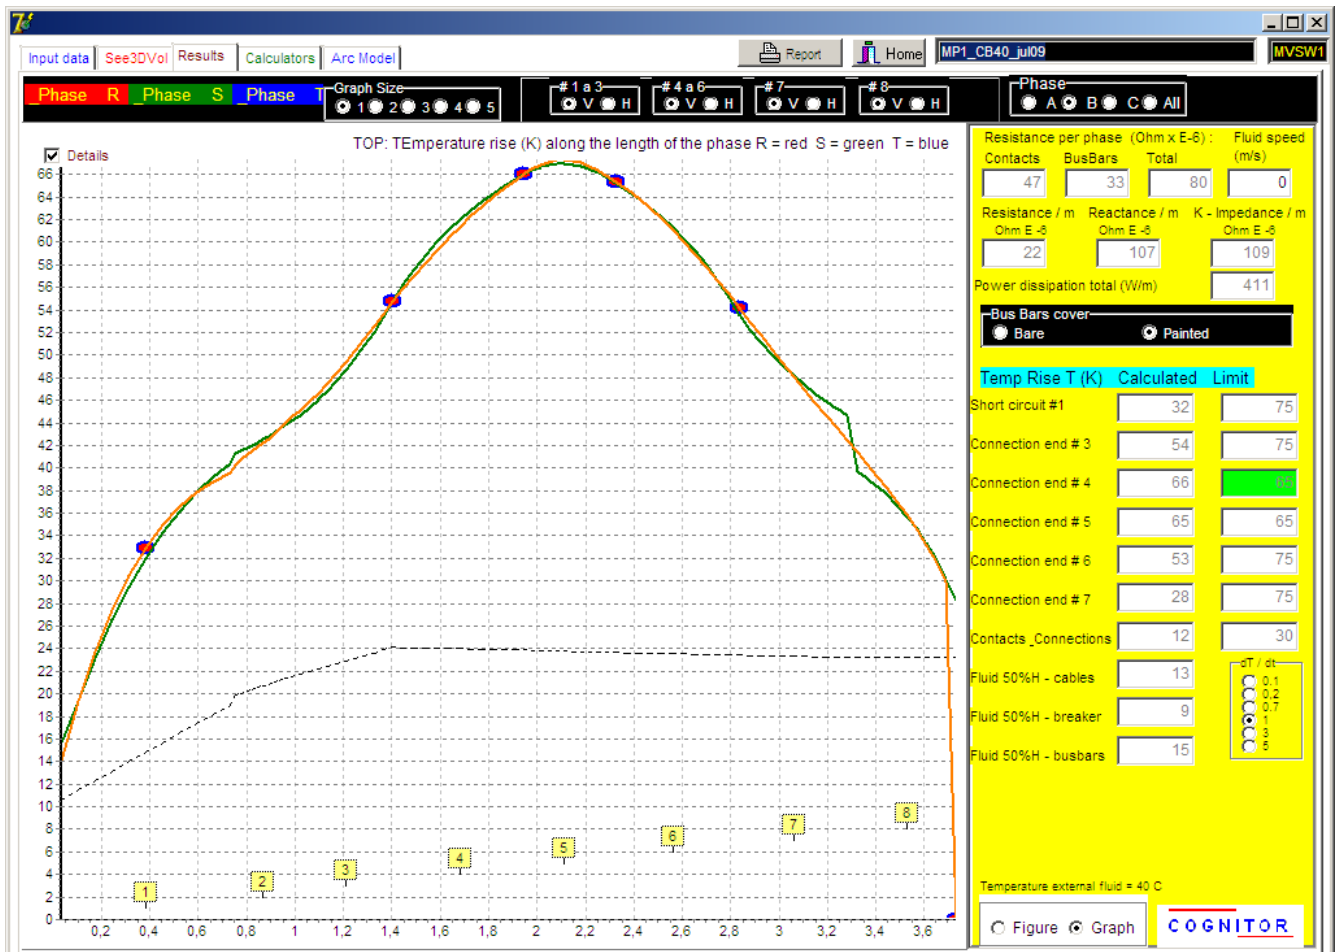 Input data See3DVol Results Calculators Arc Model Report Home MP1_CB40_jul09 MVSW1
_Phase R _Phase S _Phase T Graph Size 1 2 3 4 5 # 1 a 3 V H # 4 a 6 V H # 7 V H # 8 V H Phase A B C All
Details TOP: TEmperature rise (K) along the length of the phase R = red S = green T = blue
66
64
62
60
58
56
54
52
50
48
46
44
42
40
38
36
34
32
30
28
26
24
22
20
18
16
14
12
10
8
6
4
2
0
1 2 3 4 5 6 7 8
0,2 0,4 0,6 0,8 1 1,2 1,4 1,6 1,8 2 2,2 2,4 2,6 2,8 3 3,2 3,4 3,6
Resistance per phase (Ohm x E-6) : Fluid speed
Contacts BusBars Total (m/s)
47 33 80 0
Resistance / m Reactance / m K - Impedance / m
Ohm E -6 Ohm E -6 Ohm E -6
22 107 109
Power dissipation total (W/m) 411
Bus Bars cover
Bare Painted
Temp Rise T (K) Calculated Limit
Short circuit #1 32 75
Connection end # 3 54 75
Connection end # 4 66 65
Connection end # 5 65 65
Connection end # 6 53 75
Connection end # 7 28 75
Contacts_Connections 12 30
Fluid 50%H - cables 13
Fluid 50%H - breaker 9
Fluid 50%H - busbars 15
dT / dt
0.1
0.2
0.7
1
3
5
Temperature external fluid = 40 C
Figure Graph COGNITOR